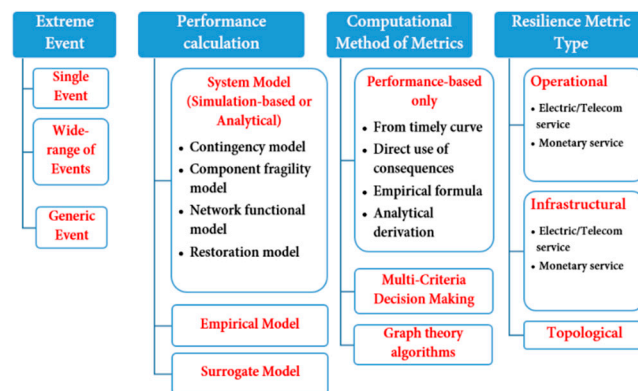 Extreme
Event
Single
Event
Wide-
range of
Events
Generic
Event
Performance
calculation
System Model
(Simulation-based or
Analytical)
• Contingency model
• Component fragility
model
• Network functional
model
• Restoration model
Empirical Model
Surrogate Model
Computational
Method of Metrics
Performance-based
only
• From timely curve
• Direct use of
consequences
• Empirical formula
• Analytical
derivation
Multi-Criteria
Decision Making
Graph theory
algorithms
Resilience Metric
Type
Operational
• Electric/Telecom
service
• Monetary service
Infrastructural
• Electric/Telecom
service
• Monetary service
Topological